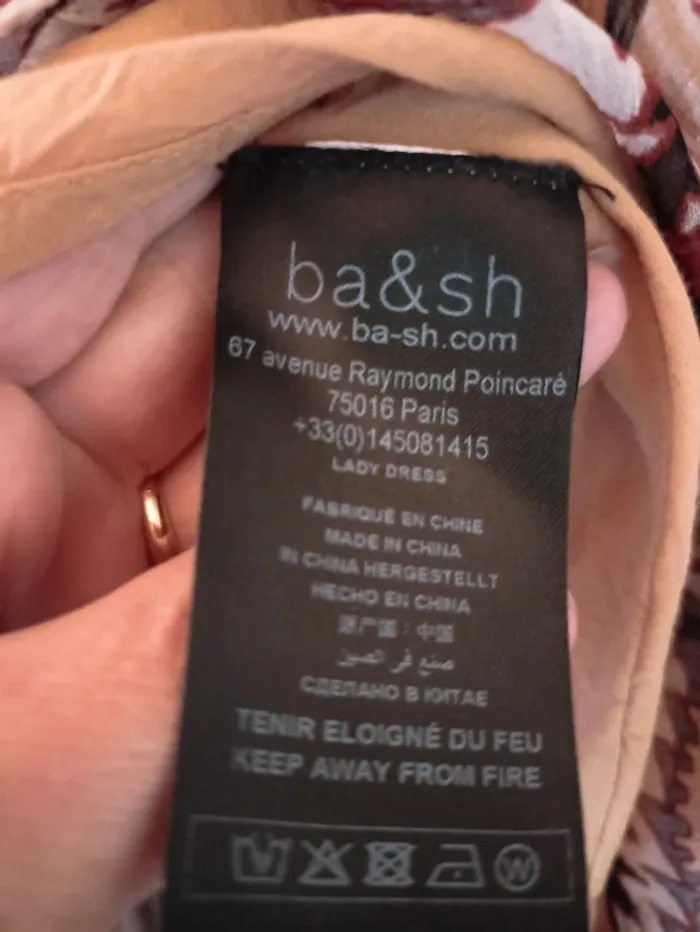 ba&sh
www.ba-sh.com
67 avenue Raymond Poincaré
75016 Paris
+33(0)145081415
LADY DRESS
FABRIQUÉ EN CHINE
MADE IN CHINA
IN CHINA HERGESTELLT
HECHO EN CHINA
原产国：中国
صنع في الصين
СДЕЛАНО В КИТАЕ
TENIR ELOIGNÉ DU FEU
KEEP AWAY FROM FIRE
W